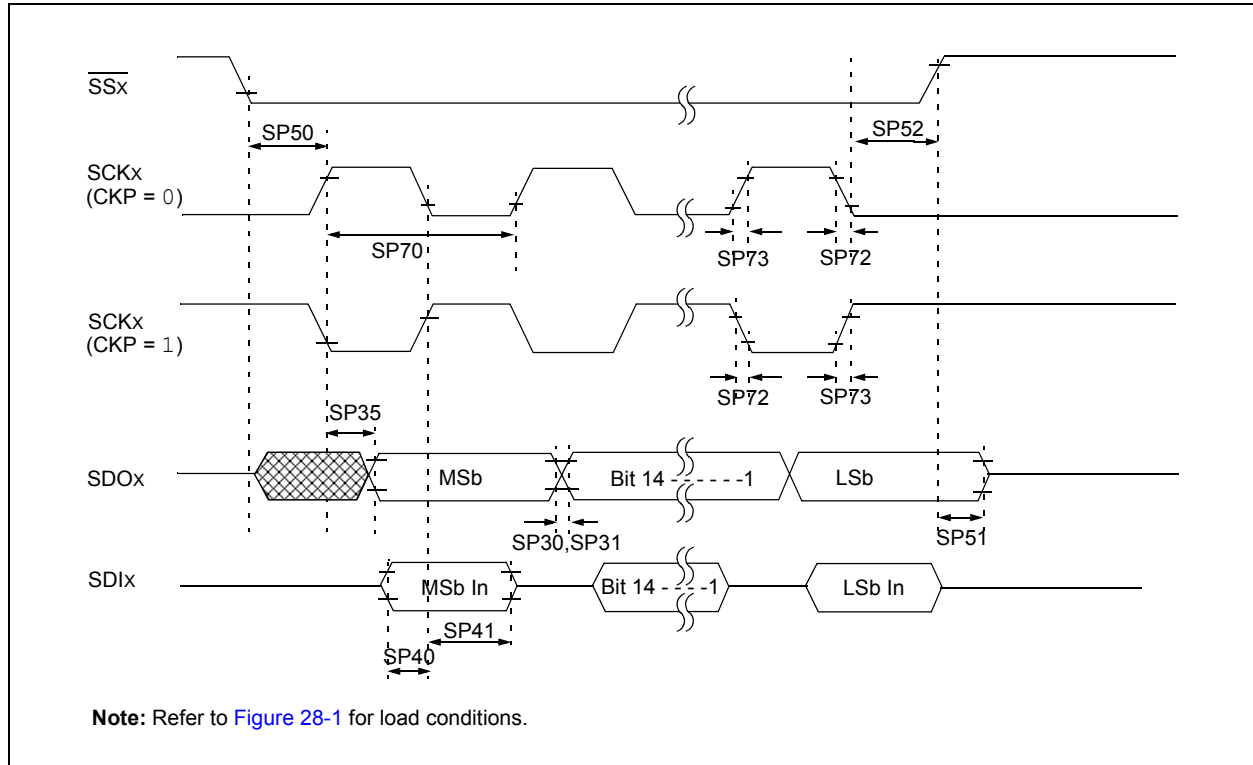 SSx
SP50
SP52
SCKx
(CKP = 0)
SP70
SP73
SP72
SCKx
(CKP = 1)
SP72
SP73
SP35
SDOx
MSb
Bit 14 - - - - - -1
LSb
SP30,SP31
SP51
SDIx
MSb In
Bit 14 - - - -1
LSb In
SP41
SP40
Note: Refer to Figure 28-1 for load conditions.